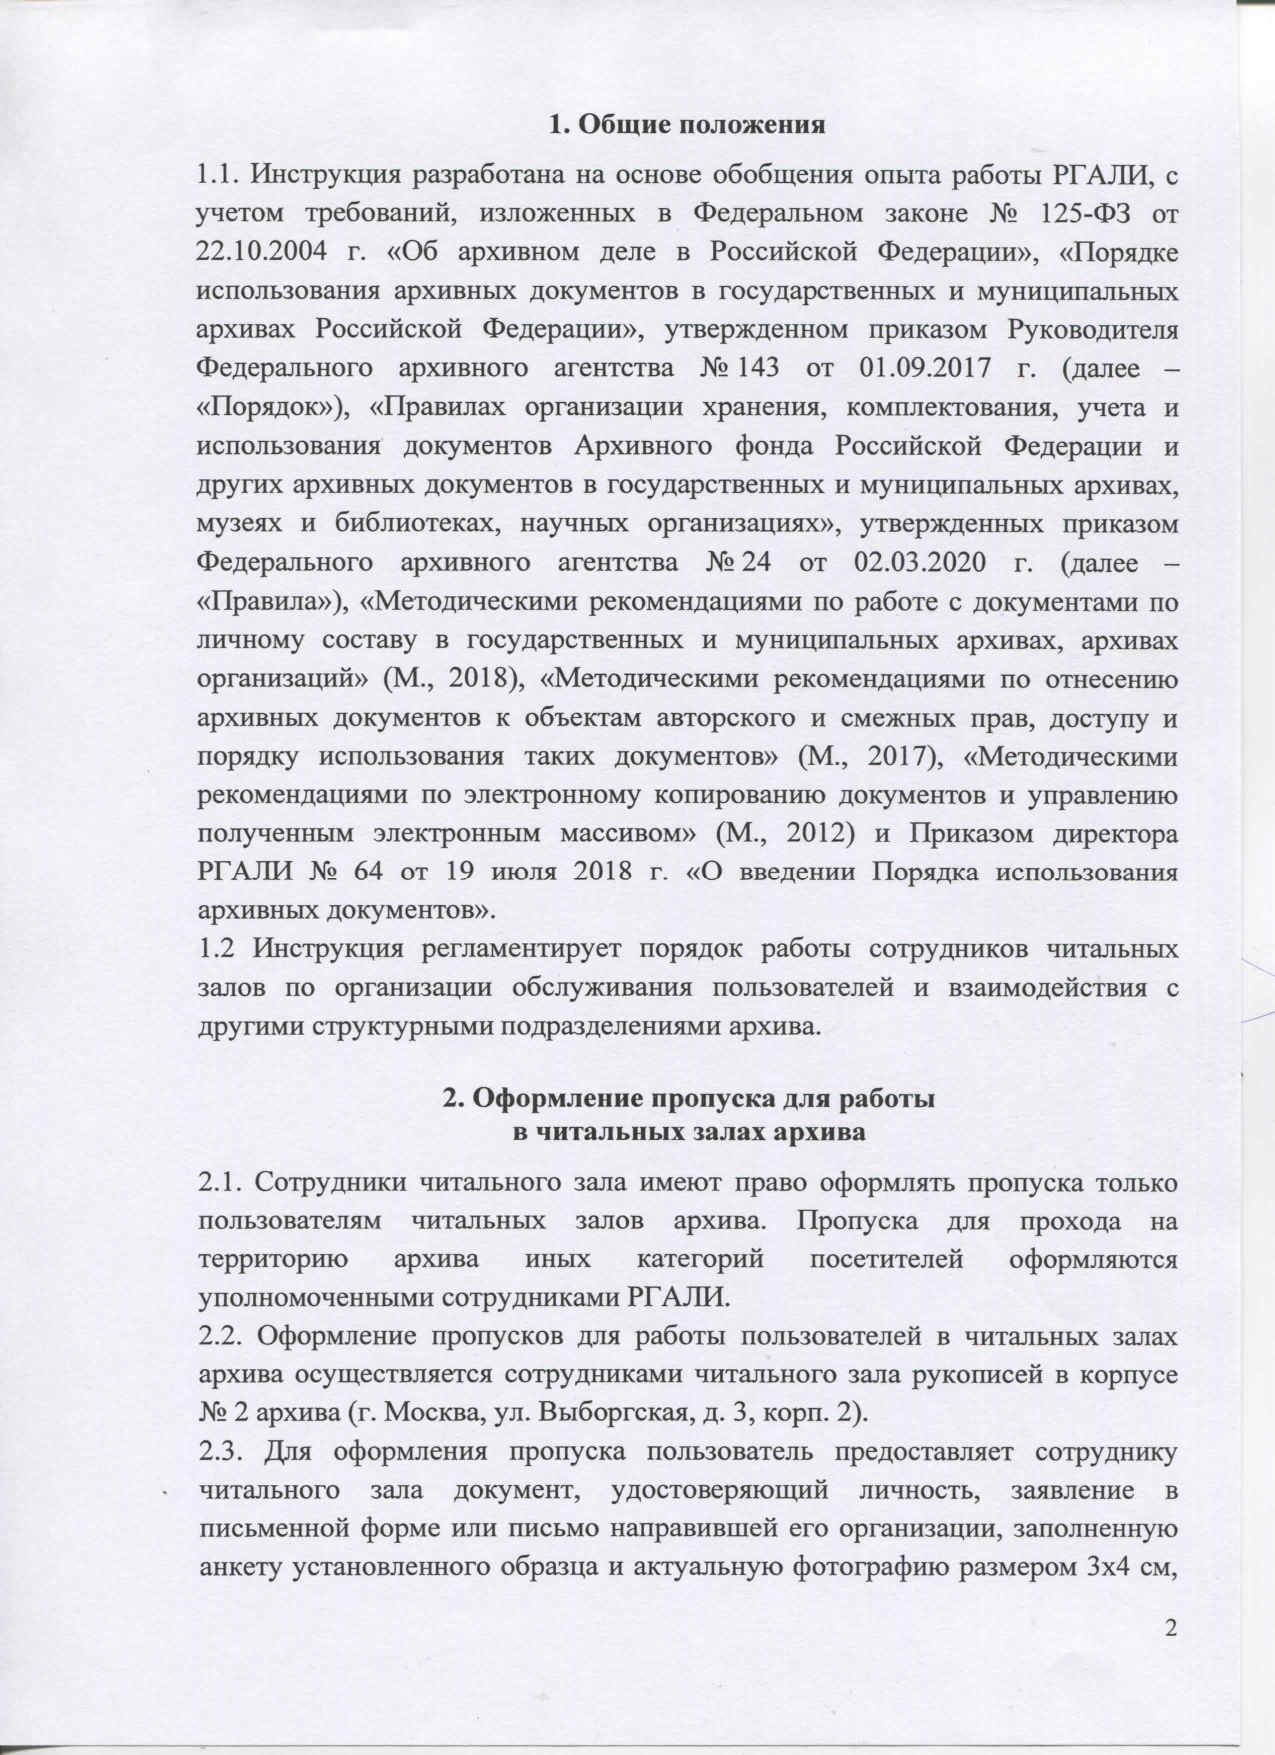 1. Общие положения
1.1. Инструкция разработана на основе обобщения опыта работы РГАЛИ, с
учетом требований, изложенных в Федеральном законе № 125-ФЗ от
22.10.2004 г. «Об архивном деле в Российской Федерации», «Порядке
использования архивных документов в государственных и муниципальных
архивах Российской Федерации», утвержденном приказом Руководителя
Федерального архивного агентства № 143 от 01.09.2017 г. (далее –
«Порядок»), «Правилах организации хранения, комплектования, учета и
использования документов Архивного фонда Российской Федерации и
других архивных документов в государственных и муниципальных архивах,
музеях и библиотеках, научных организациях», утвержденных приказом
Федерального архивного агентства № 24 от 02.03.2020 г. (далее –
«Правила»), «Методическими рекомендациями по работе с документами по
личному составу в государственных и муниципальных архивах, архивах
организаций» (М., 2018), «Методическими рекомендациями по отнесению
архивных документов к объектам авторского и смежных прав, доступу и
порядку использования таких документов» (М., 2017), «Методическими
рекомендациями по электронному копированию документов и управлению
полученным электронным массивом» (М., 2012) и Приказом директора
РГАЛИ № 64 от 19 июля 2018 г. «О введении Порядка использования
архивных документов».
1.2 Инструкция регламентирует порядок работы сотрудников читальных
залов по организации обслуживания пользователей и взаимодействия с
другими структурными подразделениями архива.
2. Оформление пропуска для работы
в читальных залах архива
2.1. Сотрудники читального зала имеют право оформлять пропуска только
пользователям читальных залов архива. Пропуска для прохода на
территорию архива иных категорий посетителей оформляются
уполномоченными сотрудниками РГАЛИ.
2.2. Оформление пропусков для работы пользователей в читальных залах
архива осуществляется сотрудниками читального зала рукописей в корпусе
№ 2 архива (г. Москва, ул. Выборгская, д. 3, корп. 2).
2.3. Для оформления пропуска пользователь предоставляет сотруднику
читального зала документ, удостоверяющий личность, заявление в
письменной форме или письмо направившей его организации, заполненную
анкету установленного образца и актуальную фотографию размером 3х4 см,
2